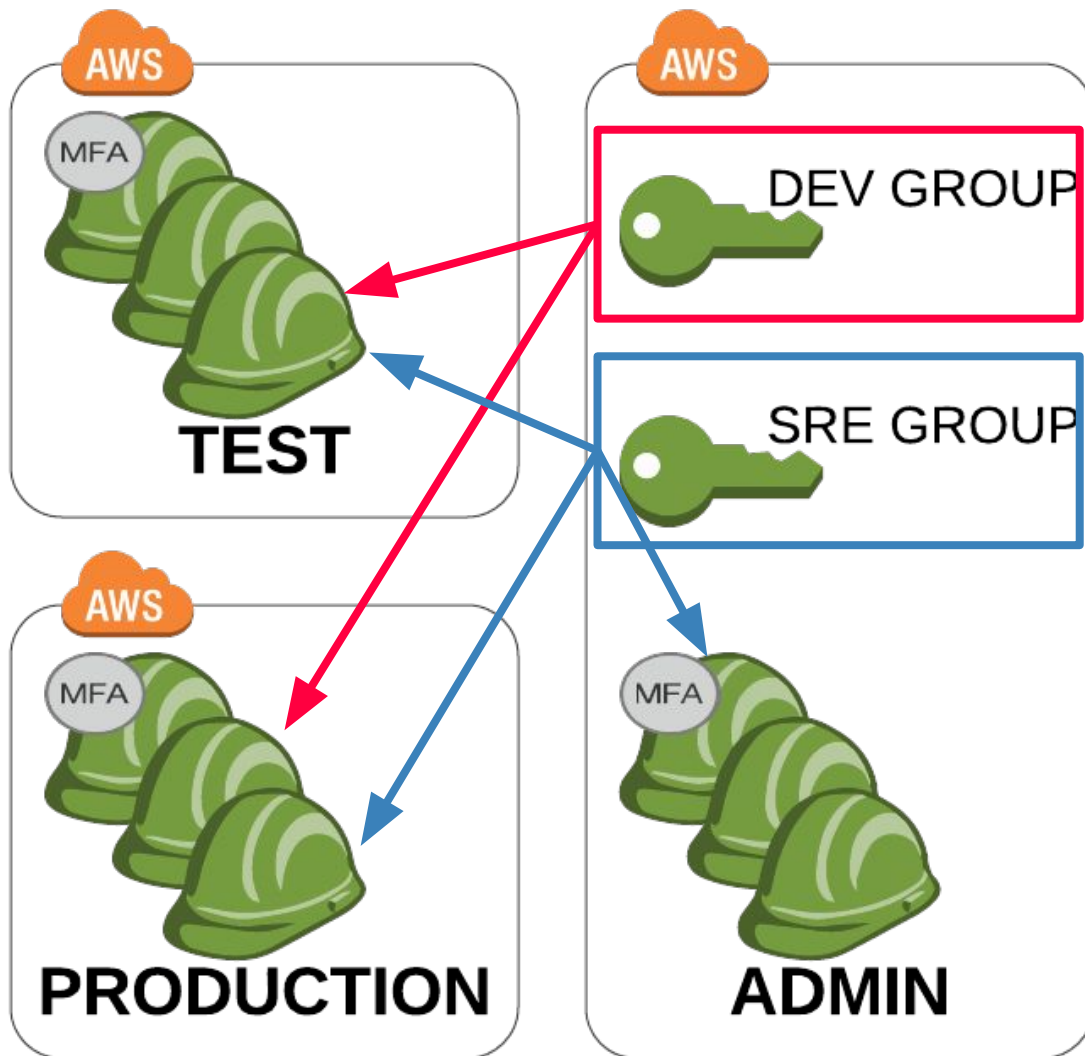 AWS
MFA
TEST
AWS
DEV GROUP
SRE GROUP
AWS
MFA
PRODUCTION
MFA
ADMIN